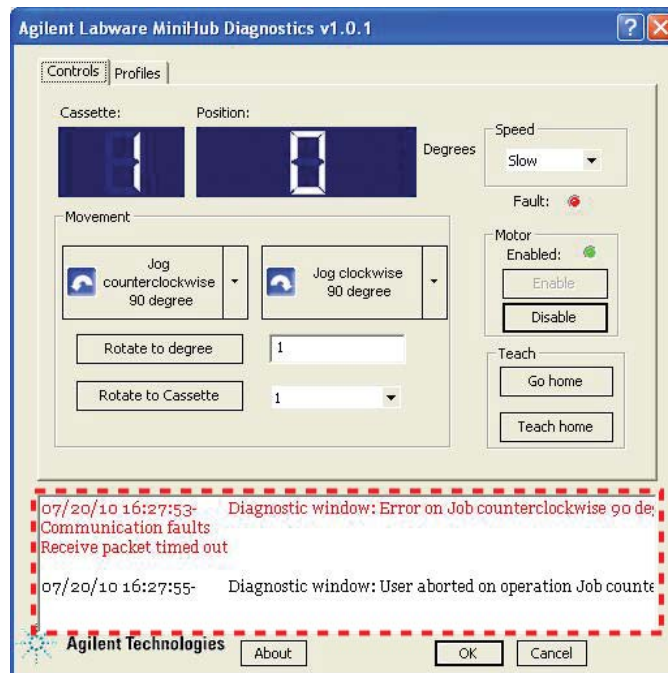 Agilent Labware MiniHub Diagnostics v1.0.1
Controls
Profiles
Cassette:
Position:
1
0
Degrees
Speed
Slow
Fault:
Movement
Jog
counterclockwise
90 degree
Jog clockwise
90 degree
Motor
Enabled:
Enable
Disable
Rotate to degree
1
Rotate to Cassette
1
Teach
Go home
Teach home
07/20/10 16:27:53- Diagnostic window: Error on Job counterclockwise 90 de
Communication faults
Receive packet timed out
07/20/10 16:27:55- Diagnostic window: User aborted on operation Job counte
Agilent Technologies
About
OK
Cancel